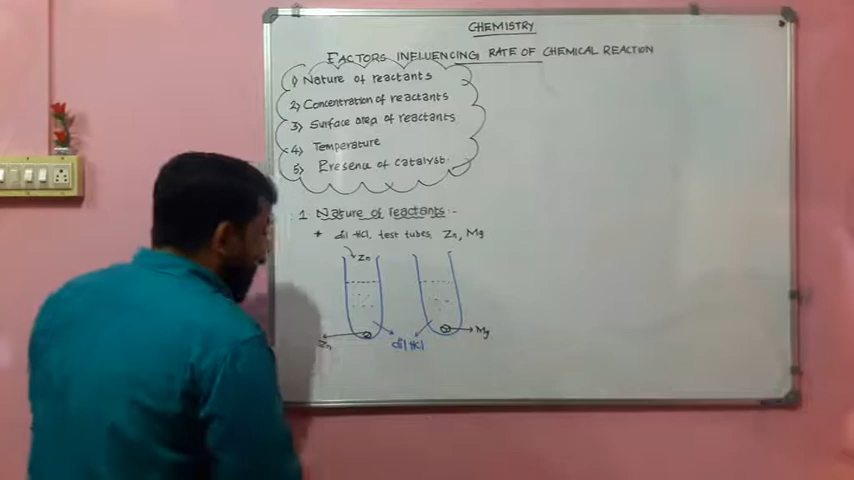 CHEMISTRY
FACTORS INFLUENCING RATE OF CHEMICAL REACTION
1) Nature of reactants
2) Concentration of reactants
3) Surface area of reactants
4) Temperature
5) Presence of catalyst.
1 Nature of reactants:-
* dil HCl, test tubes, Zn, Mg
Zn
Zn
dil HCl
Mg